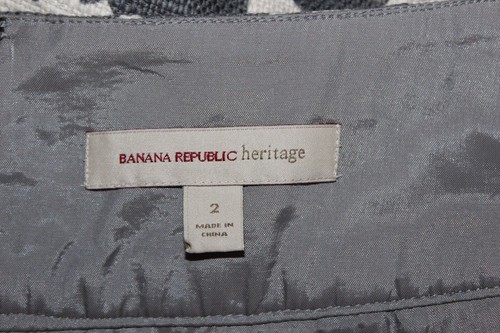 BANANA REPUBLIC heritage
2
MADE IN
CHINA